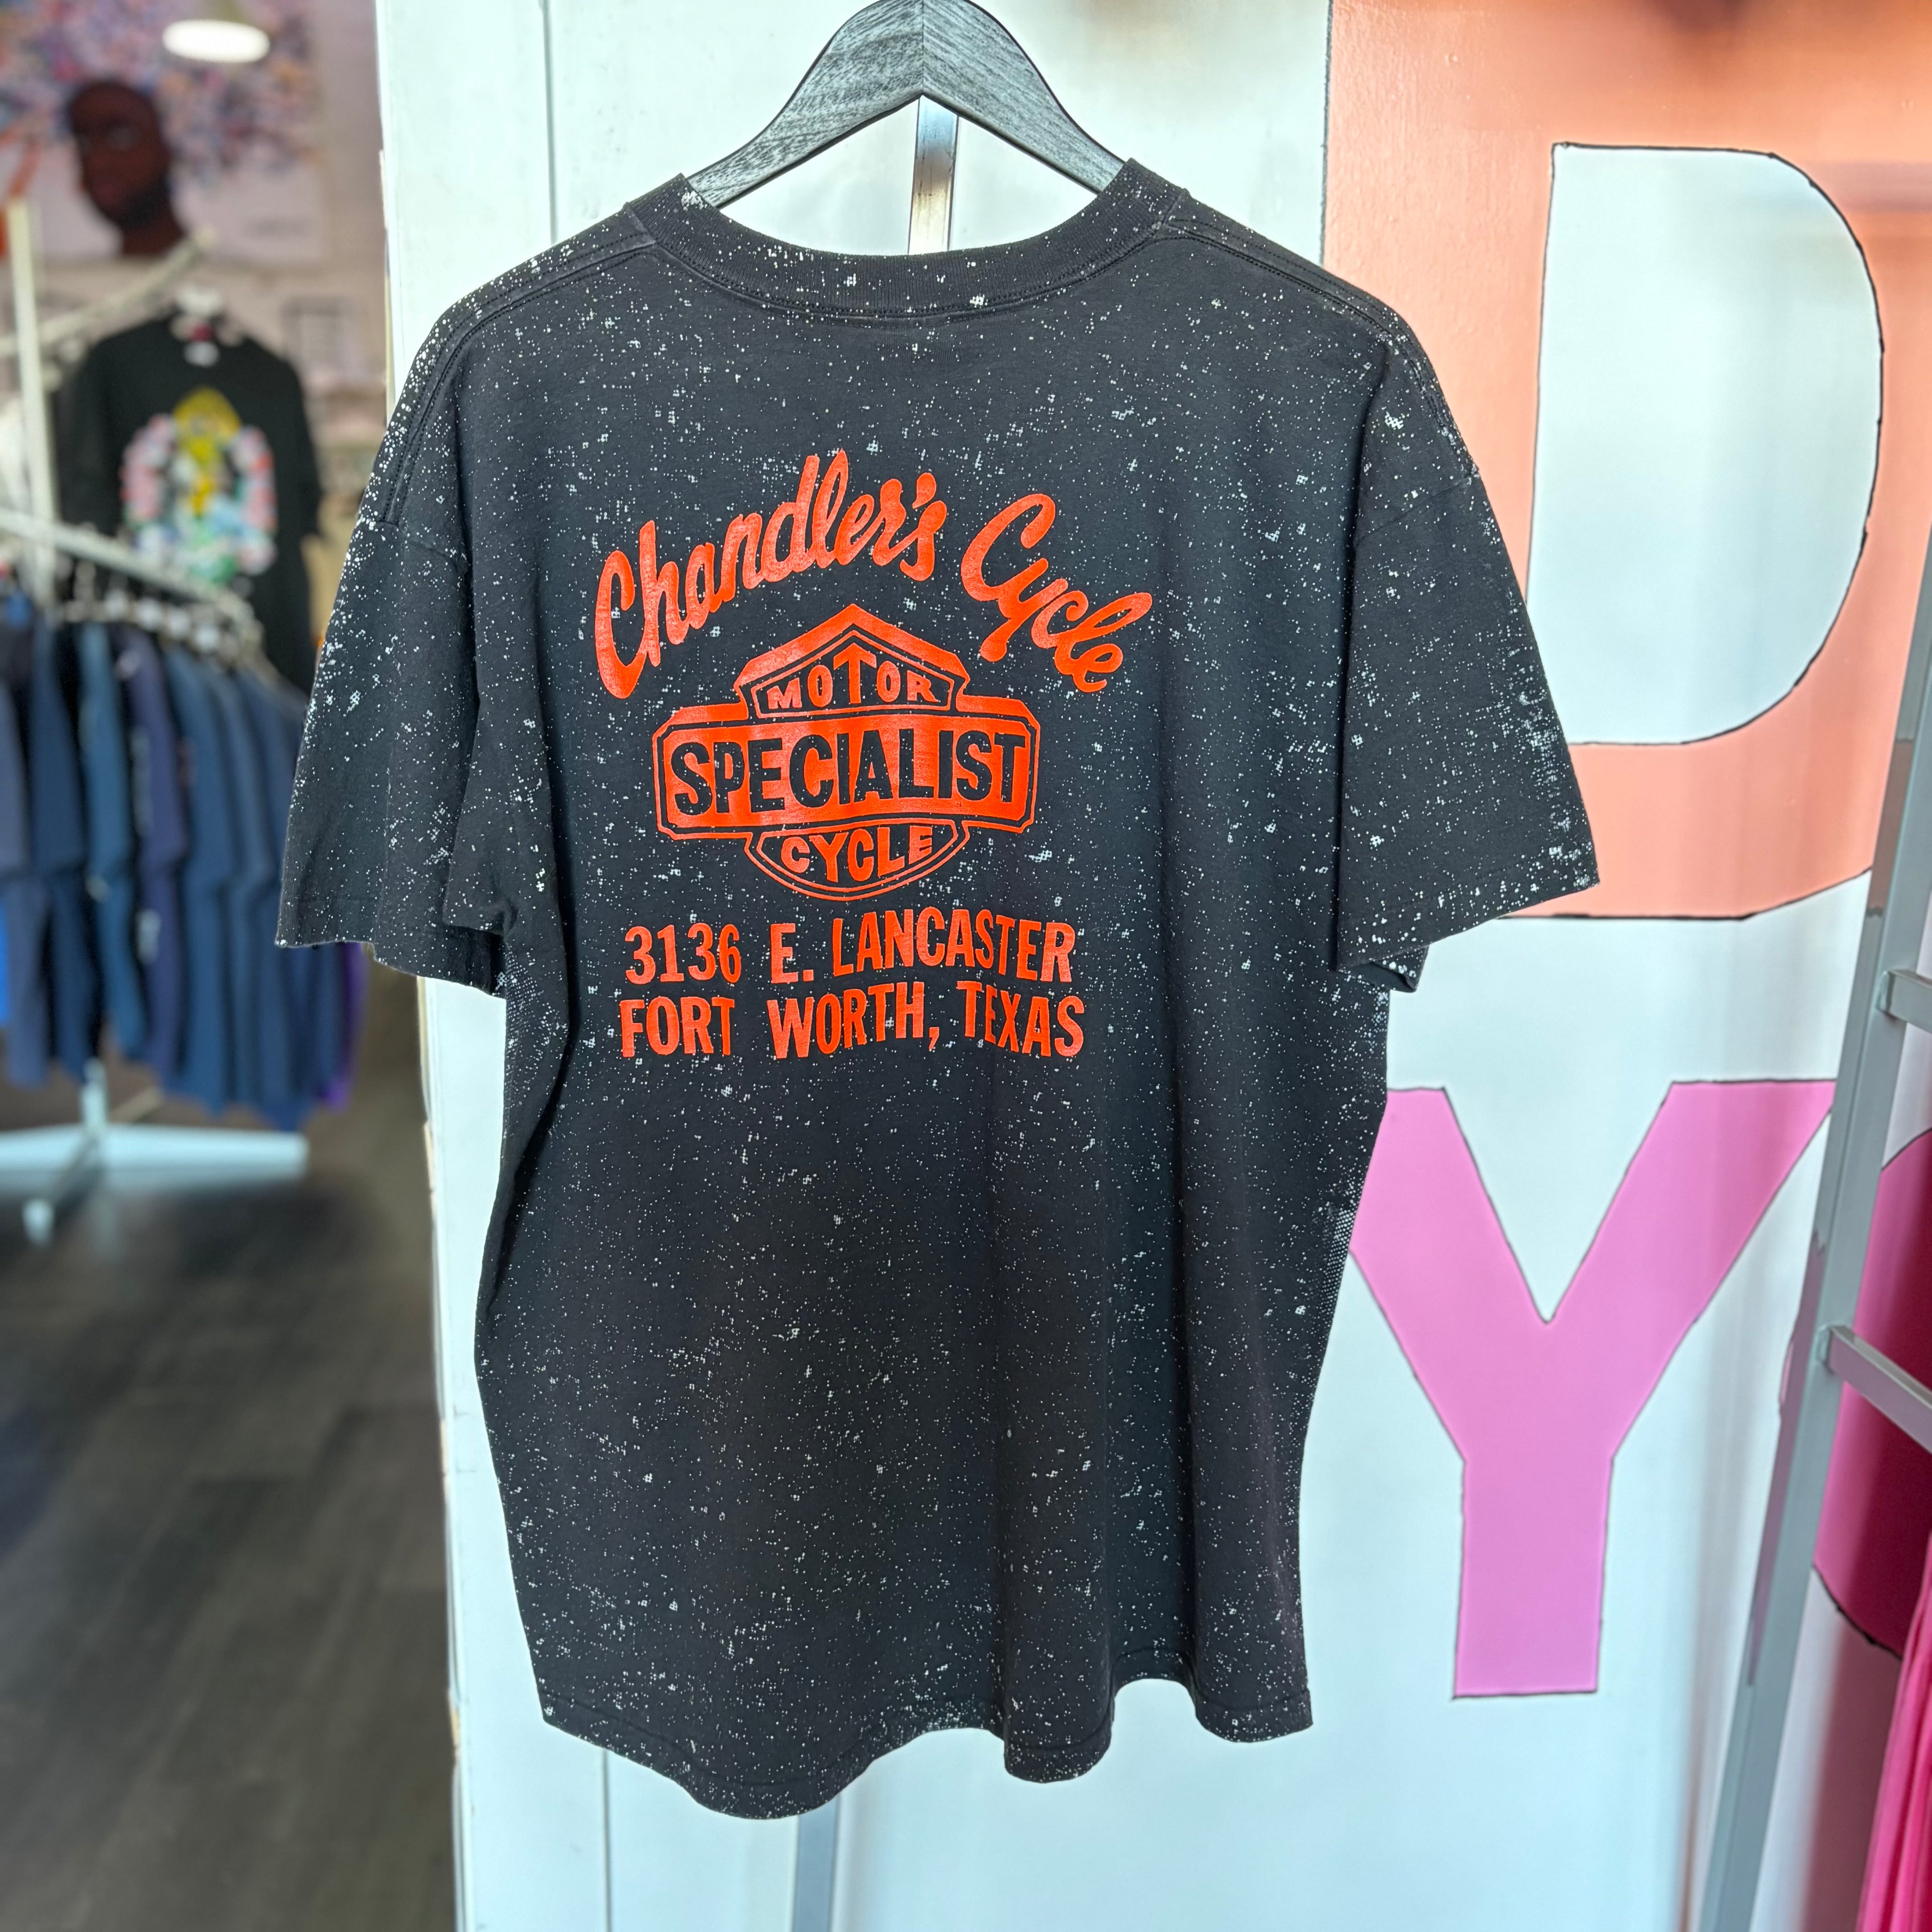 Chandler's Cycle
MOTOR
SPECIALIST
CYCLE
3136 E. LANCASTER
FORT WORTH, TEXAS
D
Y